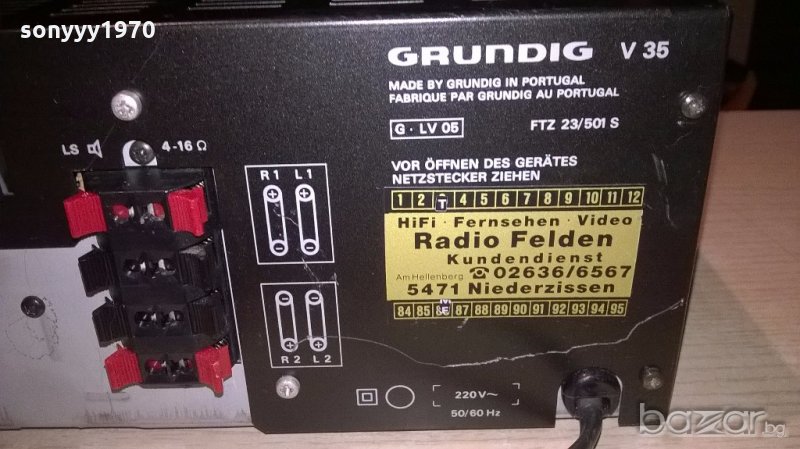 sonyyy1970
GRUNDIG V 35
MADE BY GRUNDIG IN PORTUGAL
FABRIQUE PAR GRUNDIG AU PORTUGAL
G · LV 05 FTZ 23/501 S
VOR ÖFFNEN DES GERÄTES
NETZSTECKER ZIEHEN
LS 4-16 Ω
R1 L1
R2 L2
1 2 T 4 5 6 7 8 9 10 11 12
HiFi · Fernsehen · Video
Radio Felden
Kundendienst
Am Hellenberg ☎ 02636/6567
5471 Niederzissen
84 85 87 88 89 90 91 92 93 94 95
220V~
50/60 Hz
bazar.bg